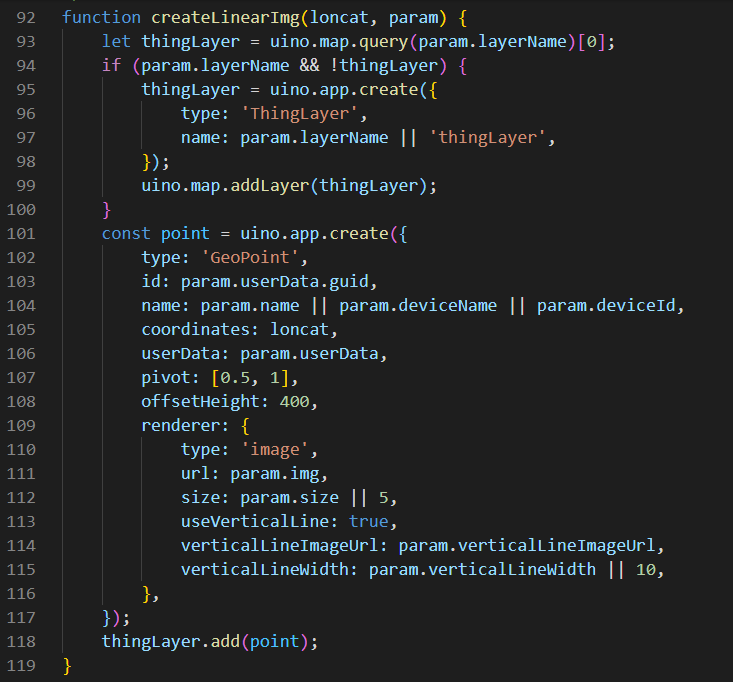 92 function createLinearImg(loncat, param) {
93 let thingLayer = uino.map.query(param.layerName)[0];
94 if (param.layerName && !thingLayer) {
95 thingLayer = uino.app.create({
96 type: 'ThingLayer',
97 name: param.layerName || 'thingLayer',
98 });
99 uino.map.addLayer(thingLayer);
100 }
101 const point = uino.app.create({
102 type: 'GeoPoint',
103 id: param.userData.guid,
104 name: param.name || param.deviceName || param.deviceId,
105 coordinates: loncat,
106 userData: param.userData,
107 pivot: [0.5, 1],
108 offsetHeight: 400,
109 renderer: {
110 type: 'image',
111 url: param.img,
112 size: param.size || 5,
113 useVerticalLine: true,
114 verticalLineImageUrl: param.verticalLineImageUrl,
115 verticalLineWidth: param.verticalLineWidth || 10,
116 },
117 });
118 thingLayer.add(point);
119 }